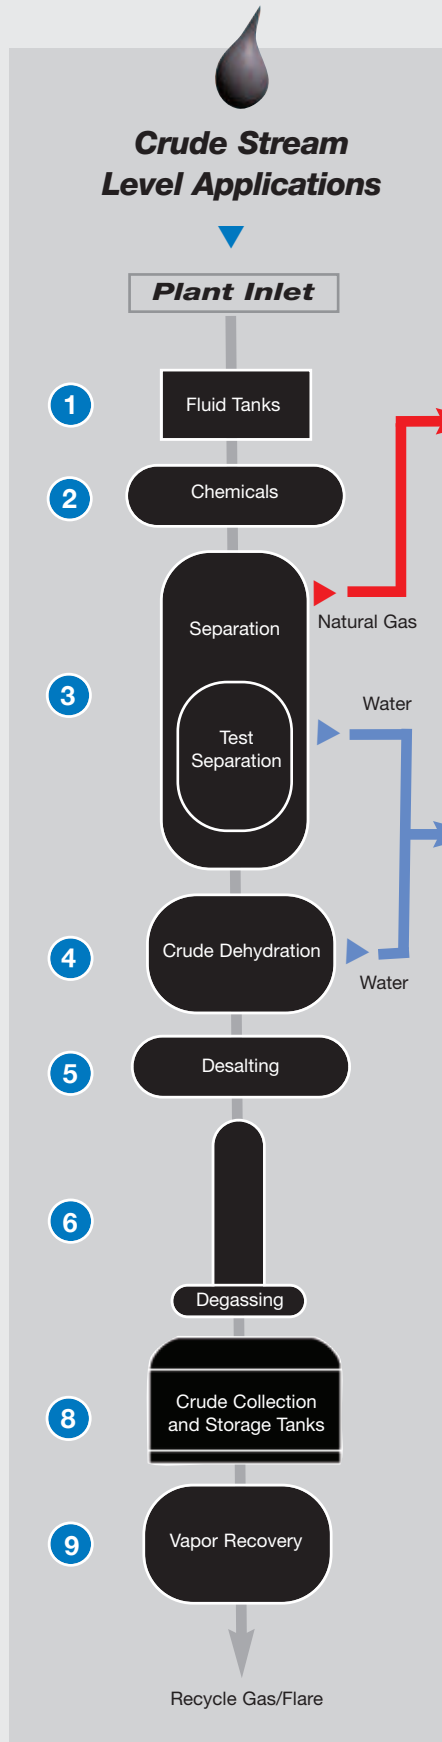 Crude Stream
Level Applications
Plant Inlet
1
Fluid Tanks
2
Chemicals
Separation
Natural Gas
3
Test
Separation
Water
4
Crude Dehydration
Water
5
Desalting
6
Degassing
8
Crude Collection
and Storage Tanks
9
Vapor Recovery
Recycle Gas/Flare